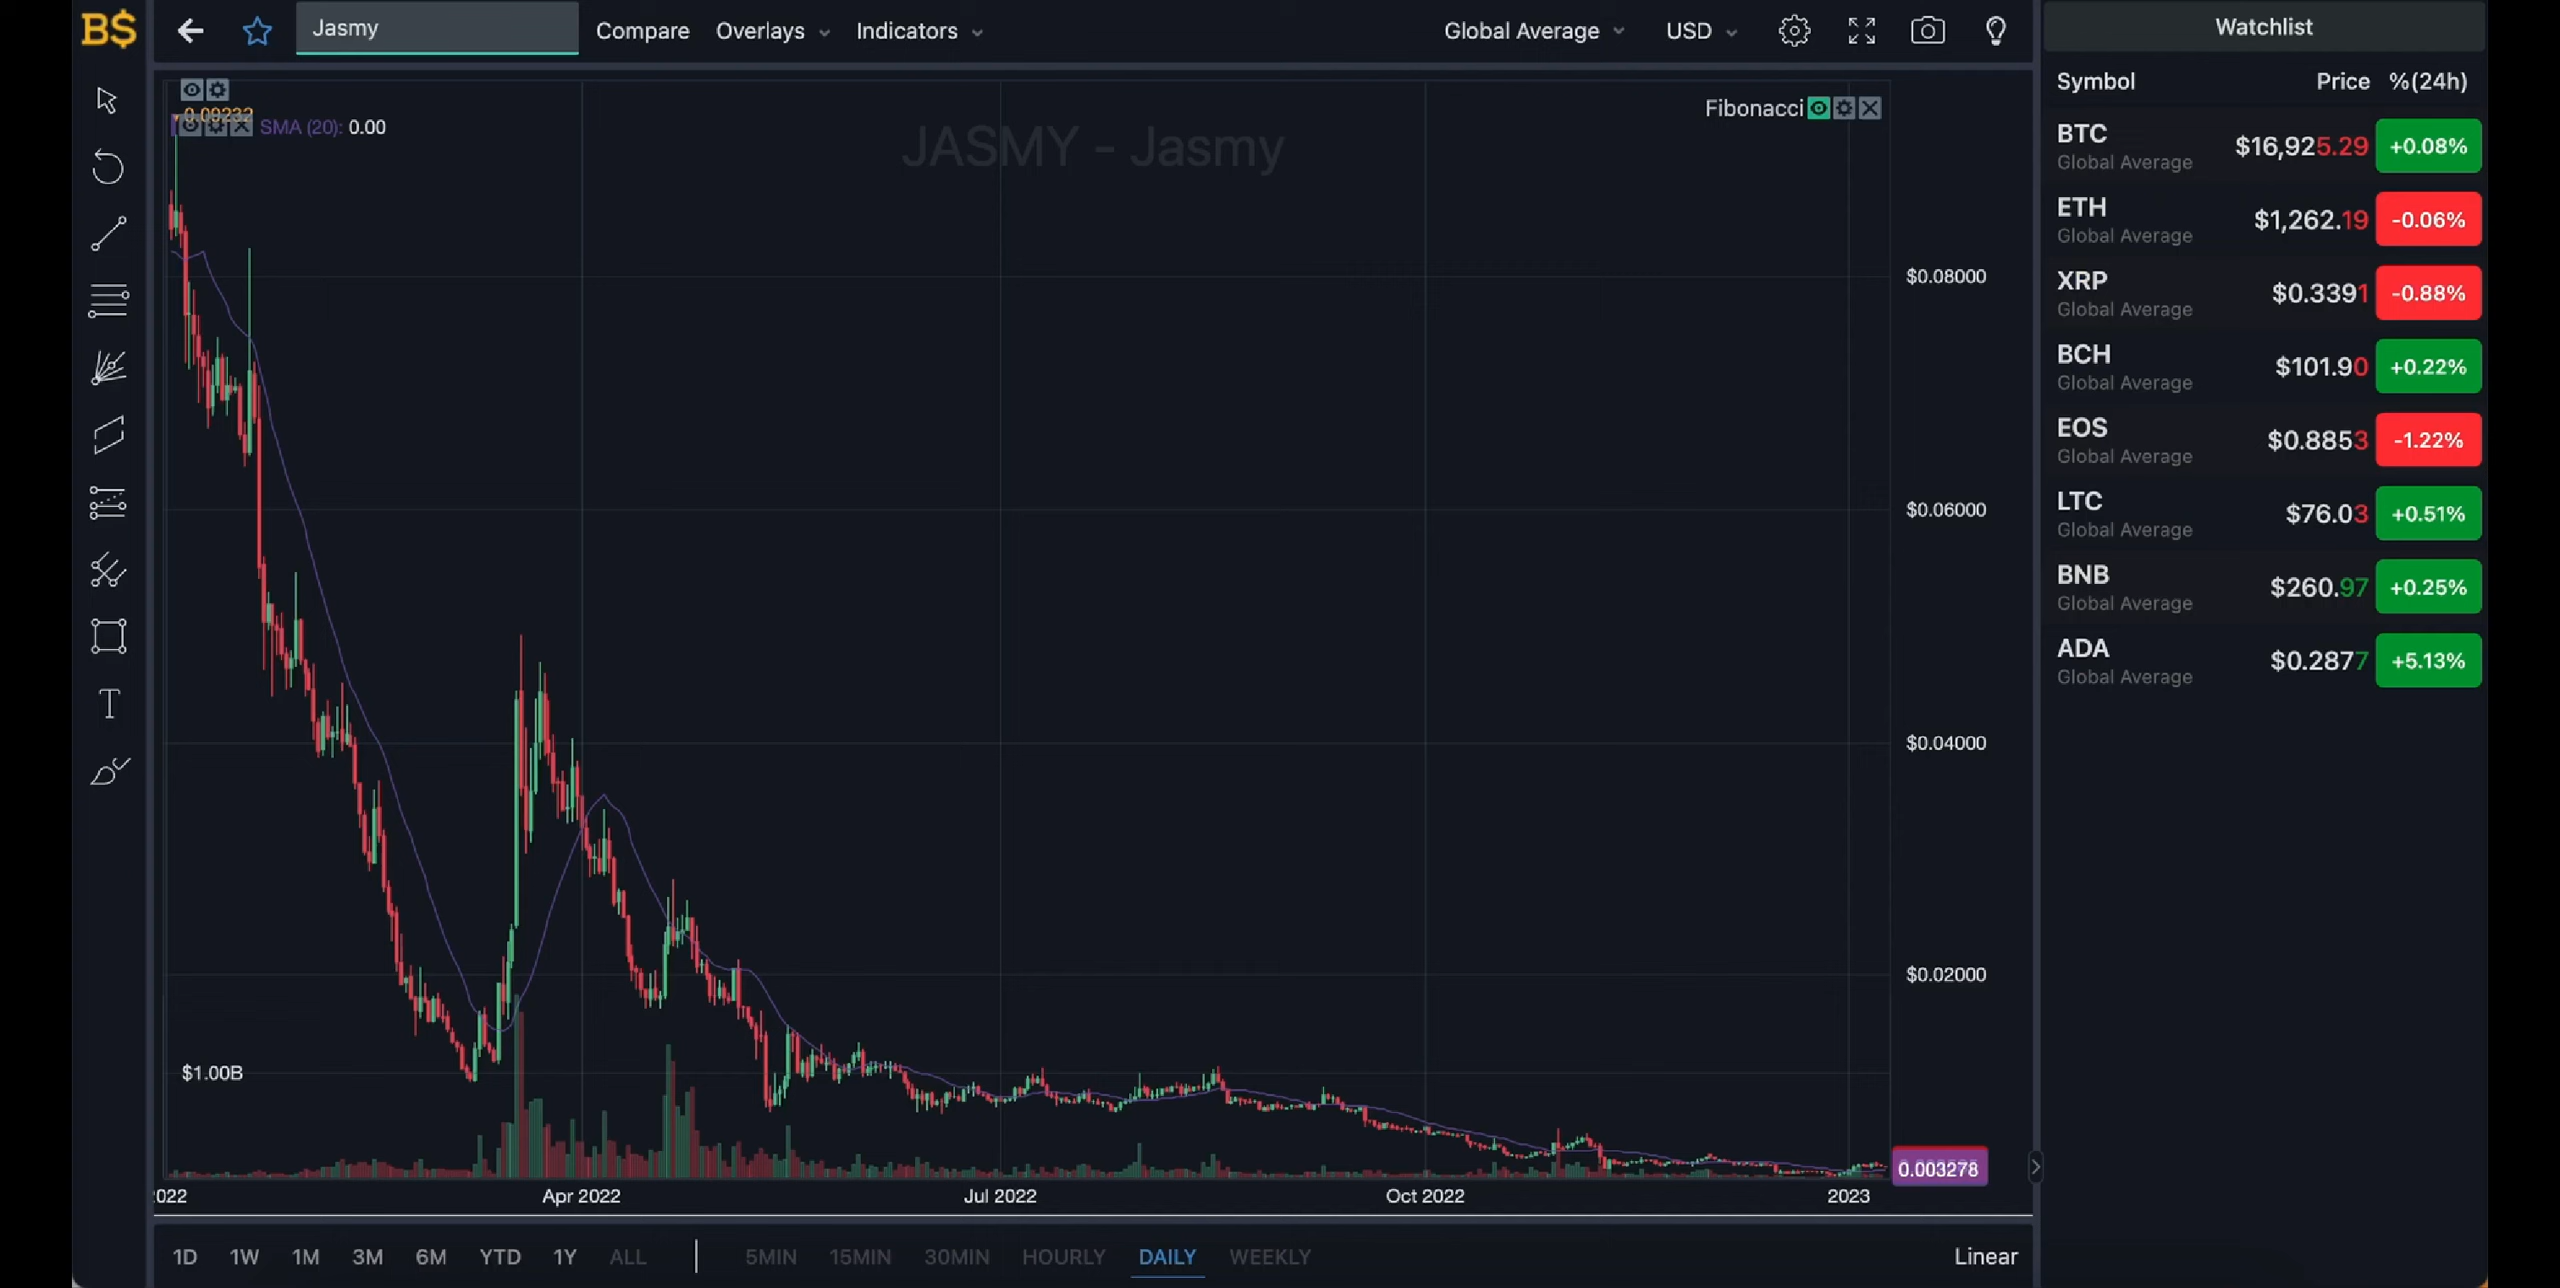 B$
Jasmy
Compare
Overlays
Indicators
Global Average
USD
Watchlist
Symbol Price %(24h)
0.09232
SMA (20): 0.00
JASMY - Jasmy
Fibonacci
BTC $16,925.29 +0.08%
Global Average
ETH $1,262.19 -0.06%
Global Average
XRP $0.3391 -0.88%
Global Average
BCH $101.90 +0.22%
Global Average
EOS $0.8853 -1.22%
Global Average
LTC $76.03 +0.51%
Global Average
BNB $260.97 +0.25%
Global Average
ADA $0.2877 +5.13%
Global Average
$0.08000
$0.06000
$0.04000
$0.02000
$1.00B
0.003278
022 Apr 2022 Jul 2022 Oct 2022 2023
1D 1W 1M 3M 6M YTD 1Y ALL 5MIN 15MIN 30MIN HOURLY DAILY WEEKLY Linear